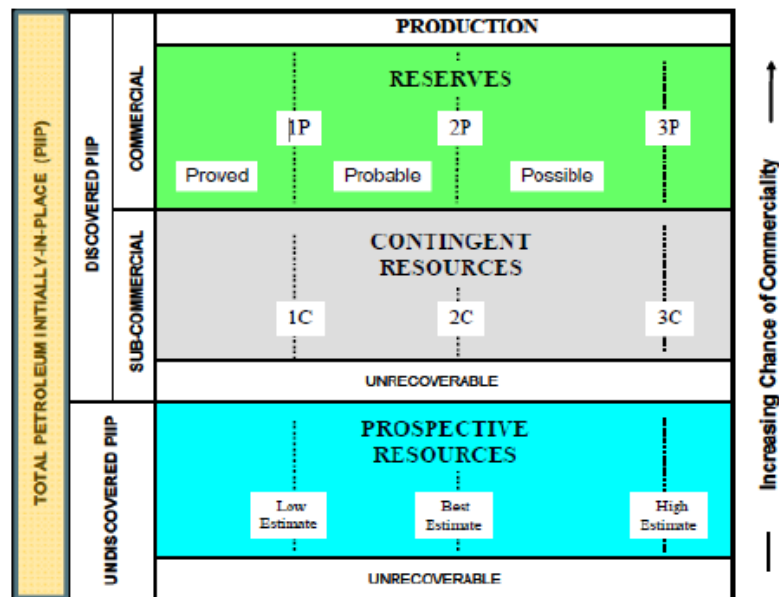 TOTAL PETROLEUM INITIALLY-IN-PLACE (PIIP)
DISCOVERED PIIP
UNDISCOVERED PIIP
COMMERCIAL
SUB-COMMERCIAL
PRODUCTION
RESERVES
1P
2P
3P
Proved
Probable
Possible
CONTINGENT
RESOURCES
1C
2C
3C
UNRECOVERABLE
PROSPECTIVE
RESOURCES
Low
Estimate
Best
Estimate
High
Estimate
UNRECOVERABLE
Increasing Chance of Commerciality